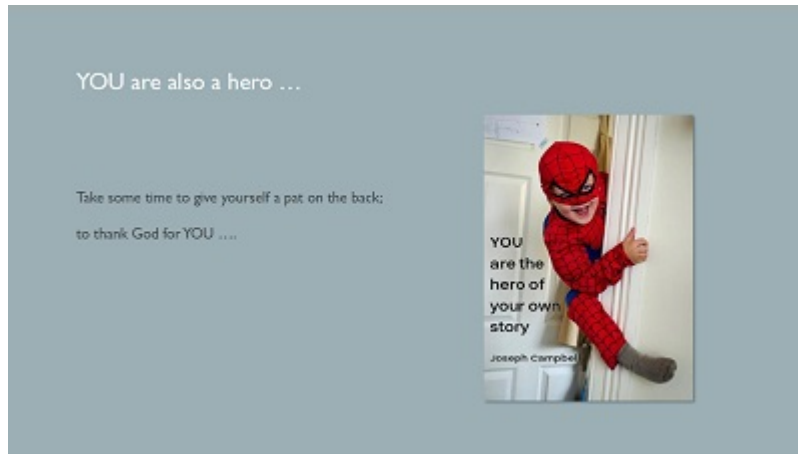 YOU are also a hero …
Take some time to give yourself a pat on the back;
to thank God for YOU ….
YOU
are the
hero of
your own
story
Joseph Campbel